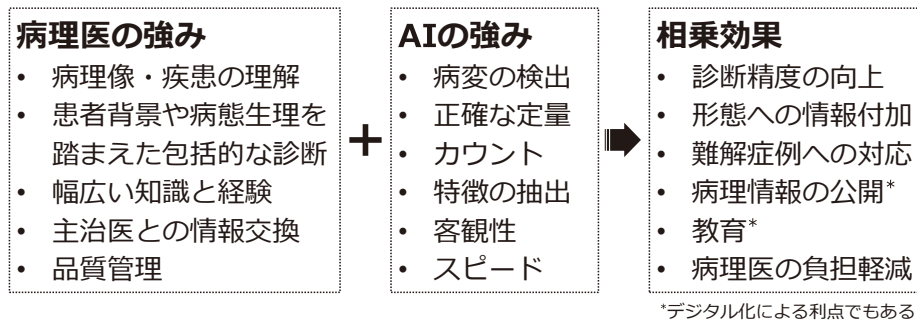 病理医の強み
• 病理像・疾患の理解
• 患者背景や病態生理を
踏まえた包括的な診断
• 幅広い知識と経験
• 主治医との情報交換
• 品質管理
+
AIの強み
• 病変の検出
• 正確な定量
• カウント
• 特徴の抽出
• 客観性
• スピード
相乗効果
• 診断精度の向上
• 形態への情報付加
• 難解症例への対応
• 病理情報の公開*
• 教育*
• 病理医の負担軽減
*デジタル化による利点でもある